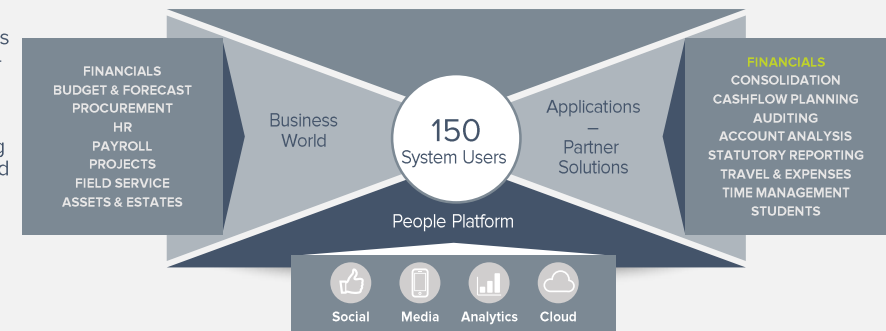 FINANCIALS
BUDGET & FORECAST
PROCUREMENT
HR
PAYROLL
PROJECTS
FIELD SERVICE
ASSETS & ESTATES
Business
World
150
System Users
Applications
–
Partner
Solutions
FINANCIALS
CONSOLIDATION
CASHFLOW PLANNING
AUDITING
ACCOUNT ANALYSIS
STATUTORY REPORTING
TRAVEL & EXPENSES
TIME MANAGEMENT
STUDENTS
People Platform
Social
Media
Analytics
Cloud